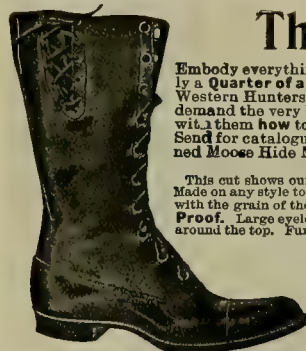 Th
Embody everythi
ly a Quarter of a
Western Hunters
demand the very
with them how to
Send for catalogu
ned Moose Hide M
This cut shows ou
Made on any style to
with the grain of the
Proof. Large eyele
around the top. Fu